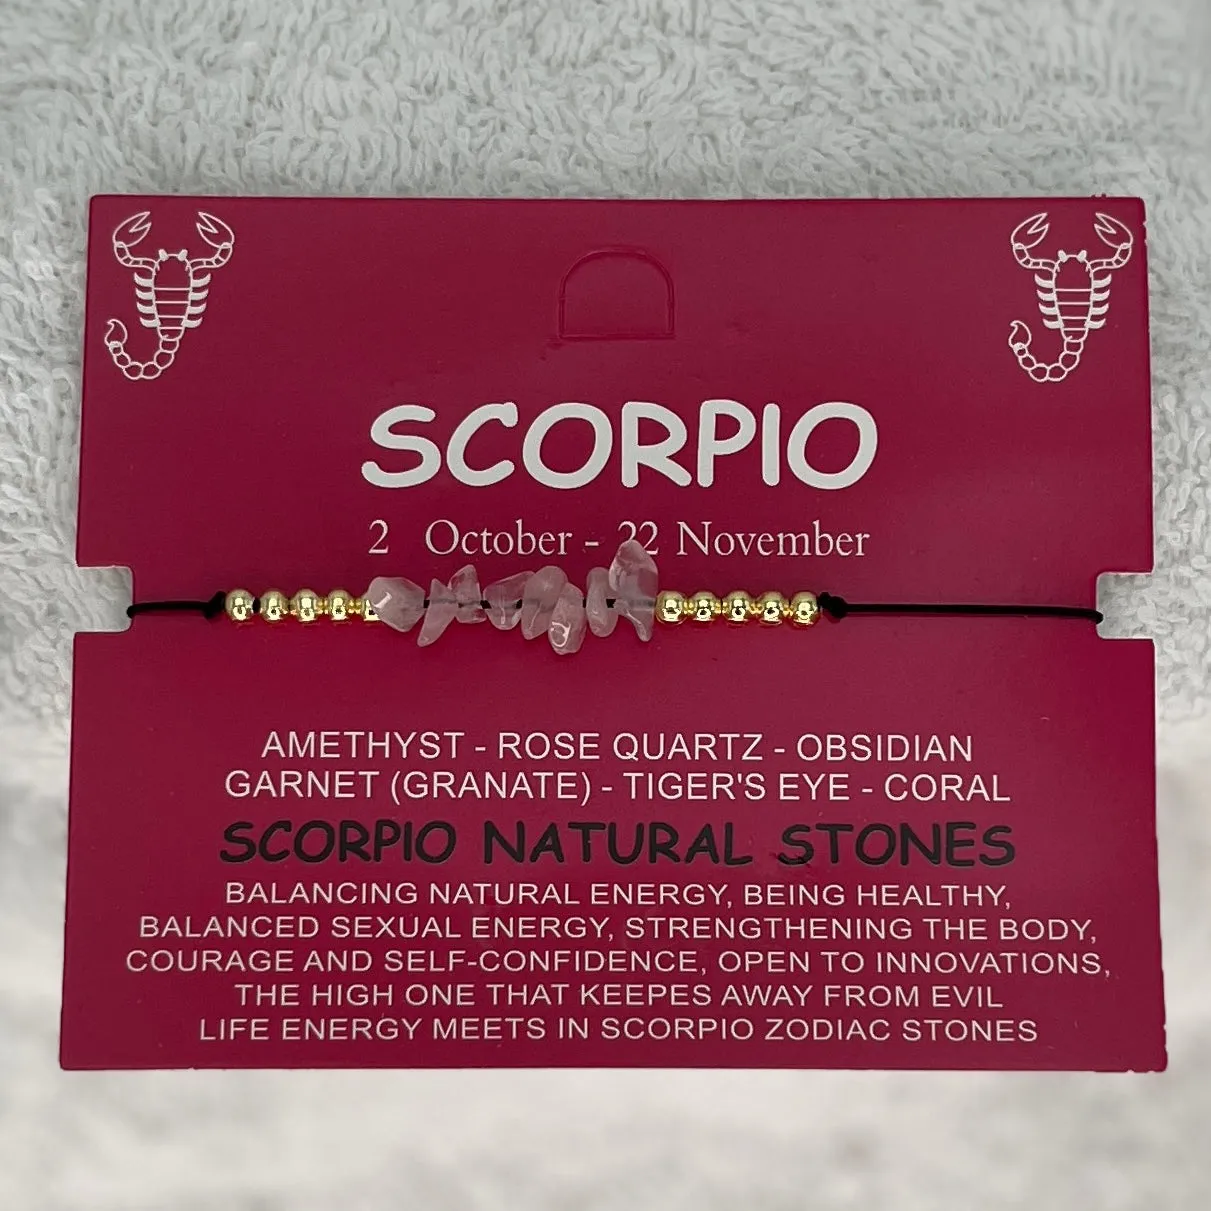 SCORPIO
2 October - 22 November
AMETHYST - ROSE QUARTZ - OBSIDIAN
GARNET (GRANATE) - TIGER'S EYE - CORAL
SCORPIO NATURAL STONES
BALANCING NATURAL ENERGY, BEING HEALTHY,
BALANCED SEXUAL ENERGY, STRENGTHENING THE BODY,
COURAGE AND SELF-CONFIDENCE, OPEN TO INNOVATIONS,
THE HIGH ONE THAT KEEPES AWAY FROM EVIL
LIFE ENERGY MEETS IN SCORPIO ZODIAC STONES